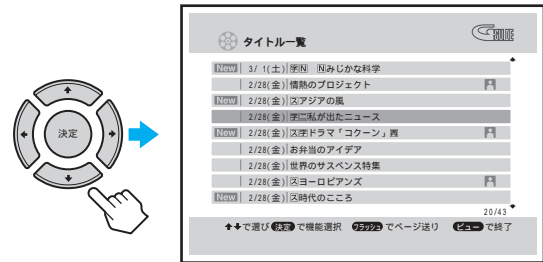 タイトル一覧
G-GUIDE
決定
New 3/ 1(土) 字N Nみじかな科学
2/28(金) 情熱のプロジェクト
New 2/28(金) スアジアの風
2/28(金) 字二私が出たニュース
New 2/28(金) ス字ドラマ「コクーン」再
2/28(金) お弁当のアイデア
2/28(金) 世界のサスペンス特集
2/28(金) スヨーロピアンズ
New 2/28(金) ス時代のこころ
20/43
で選び 決定 で機能選択 フラッシュ でページ送り ビュー で終了